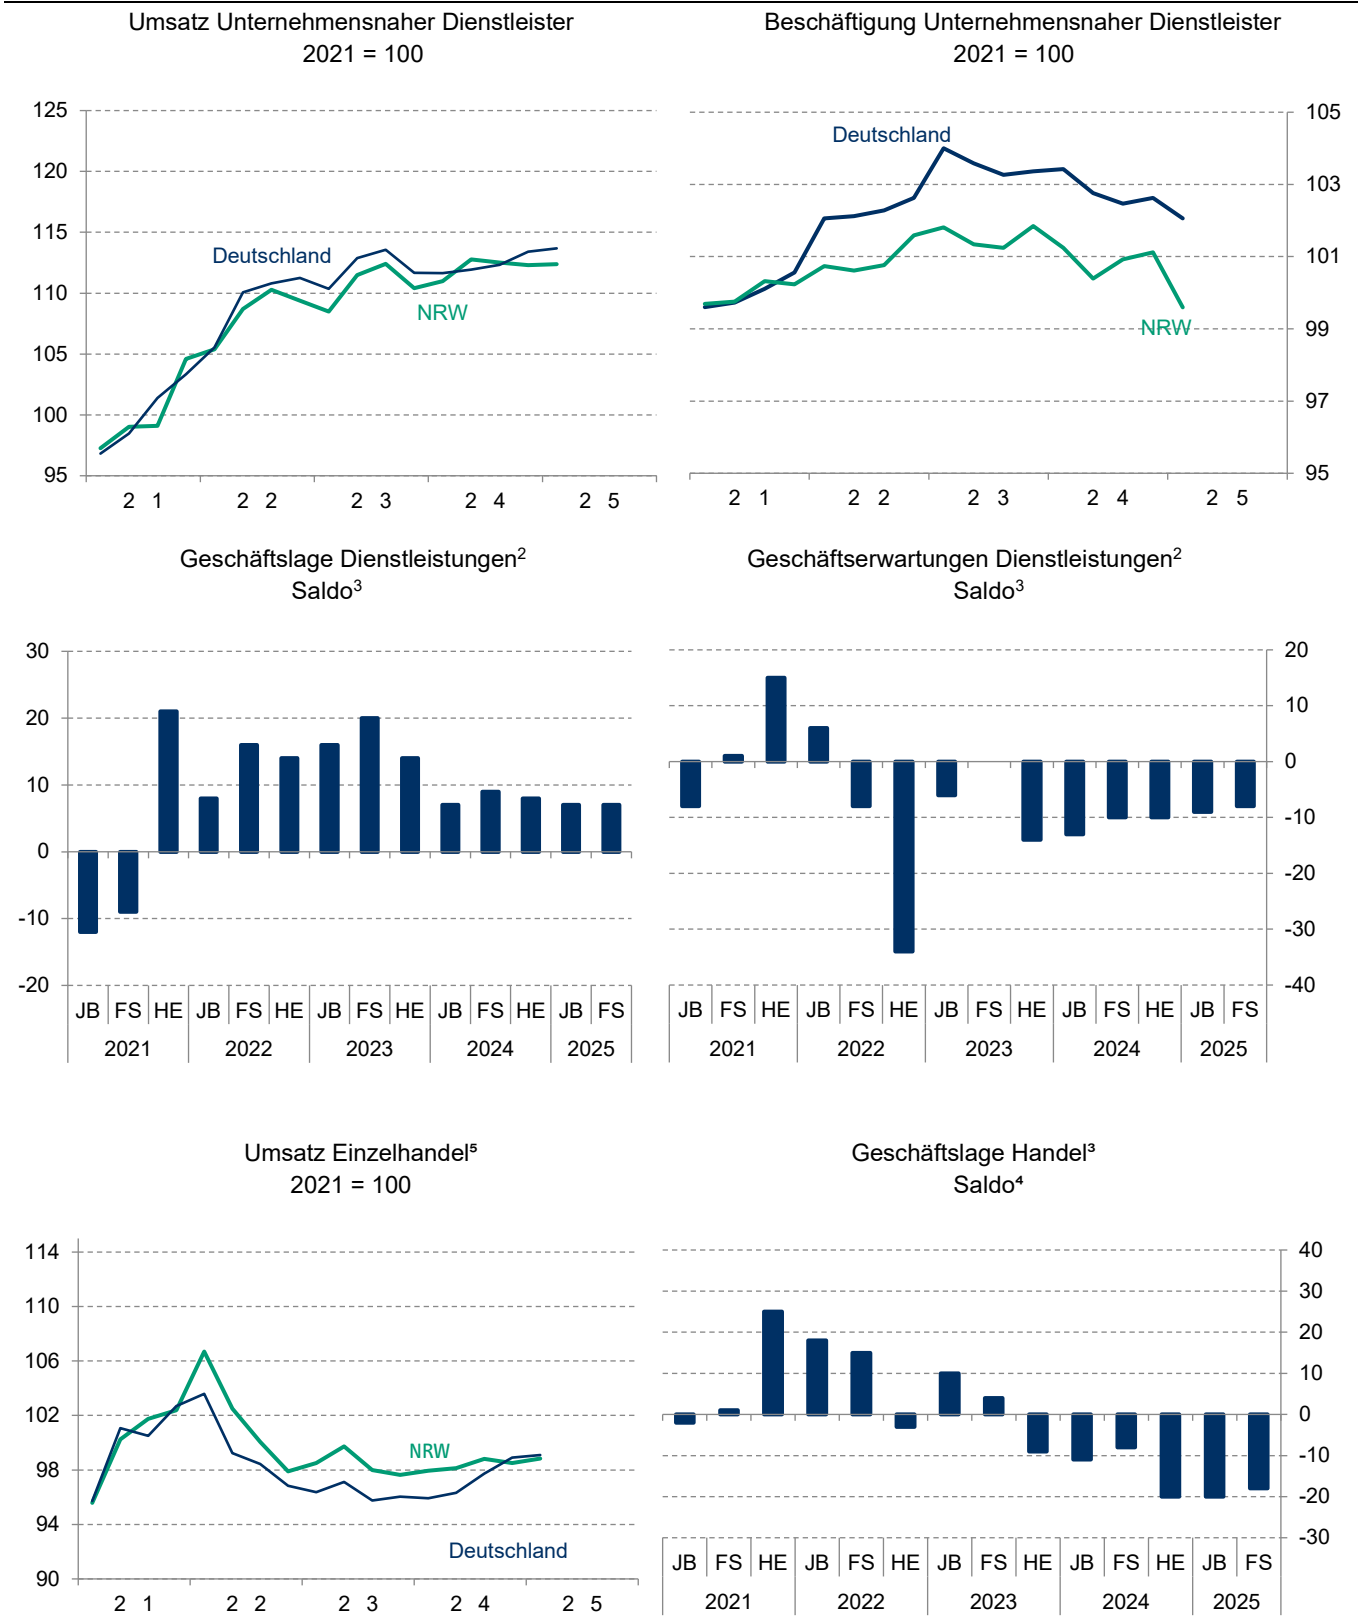 Umsatz Unternehmensnaher Dienstleister
2021 = 100
125
120
115
110
105
100
95
Deutschland
NRW
2 1 2 2 2 3 2 4 2 5
Beschäftigung Unternehmensnaher Dienstleister
2021 = 100
105
103
101
99
97
95
Deutschland
NRW
2 1 2 2 2 3 2 4 2 5
Geschäftslage Dienstleistungen²
Saldo³
30
20
10
0
-10
-20
JB FS HE JB FS HE JB FS HE JB FS HE JB FS
2021 2022 2023 2024 2025
Geschäftserwartungen Dienstleistungen²
Saldo³
20
10
0
-10
-20
-30
-40
JB FS HE JB FS HE JB FS HE JB FS HE JB FS
2021 2022 2023 2024 2025
Umsatz Einzelhandel⁵
2021 = 100
114
110
106
102
98
94
90
NRW
Deutschland
2 1 2 2 2 3 2 4 2 5
Geschäftslage Handel³
Saldo⁴
40
30
20
10
0
-10
-20
-30
JB FS HE JB FS HE JB FS HE JB FS HE JB FS
2021 2022 2023 2024 2025